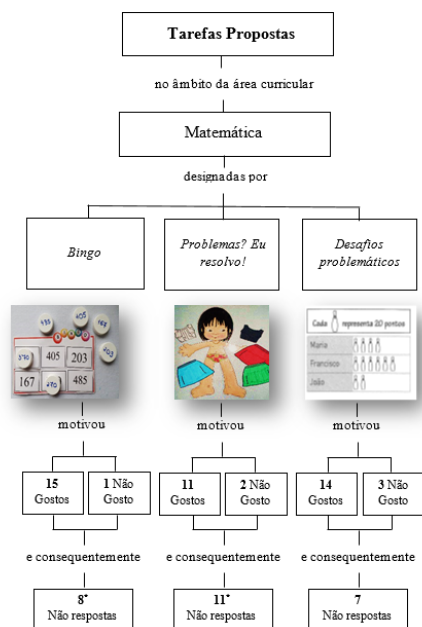 Tarefas Propostas
no âmbito da área curricular
Matemática
designadas por
Bingo
Problemas? Eu
resolvo!
Desafios
problemáticos
405
203
167
485
Cada representa 20 pontos
Maria
Francisco
João
motivou
motivou
motivou
15
Gostos
1 Não
Gosto
11
Gostos
2 Não
Gosto
14
Gostos
3 Não
Gosto
e consequentemente
e consequentemente
e consequentemente
8*
Não respostas
11*
Não respostas
7
Não respostas